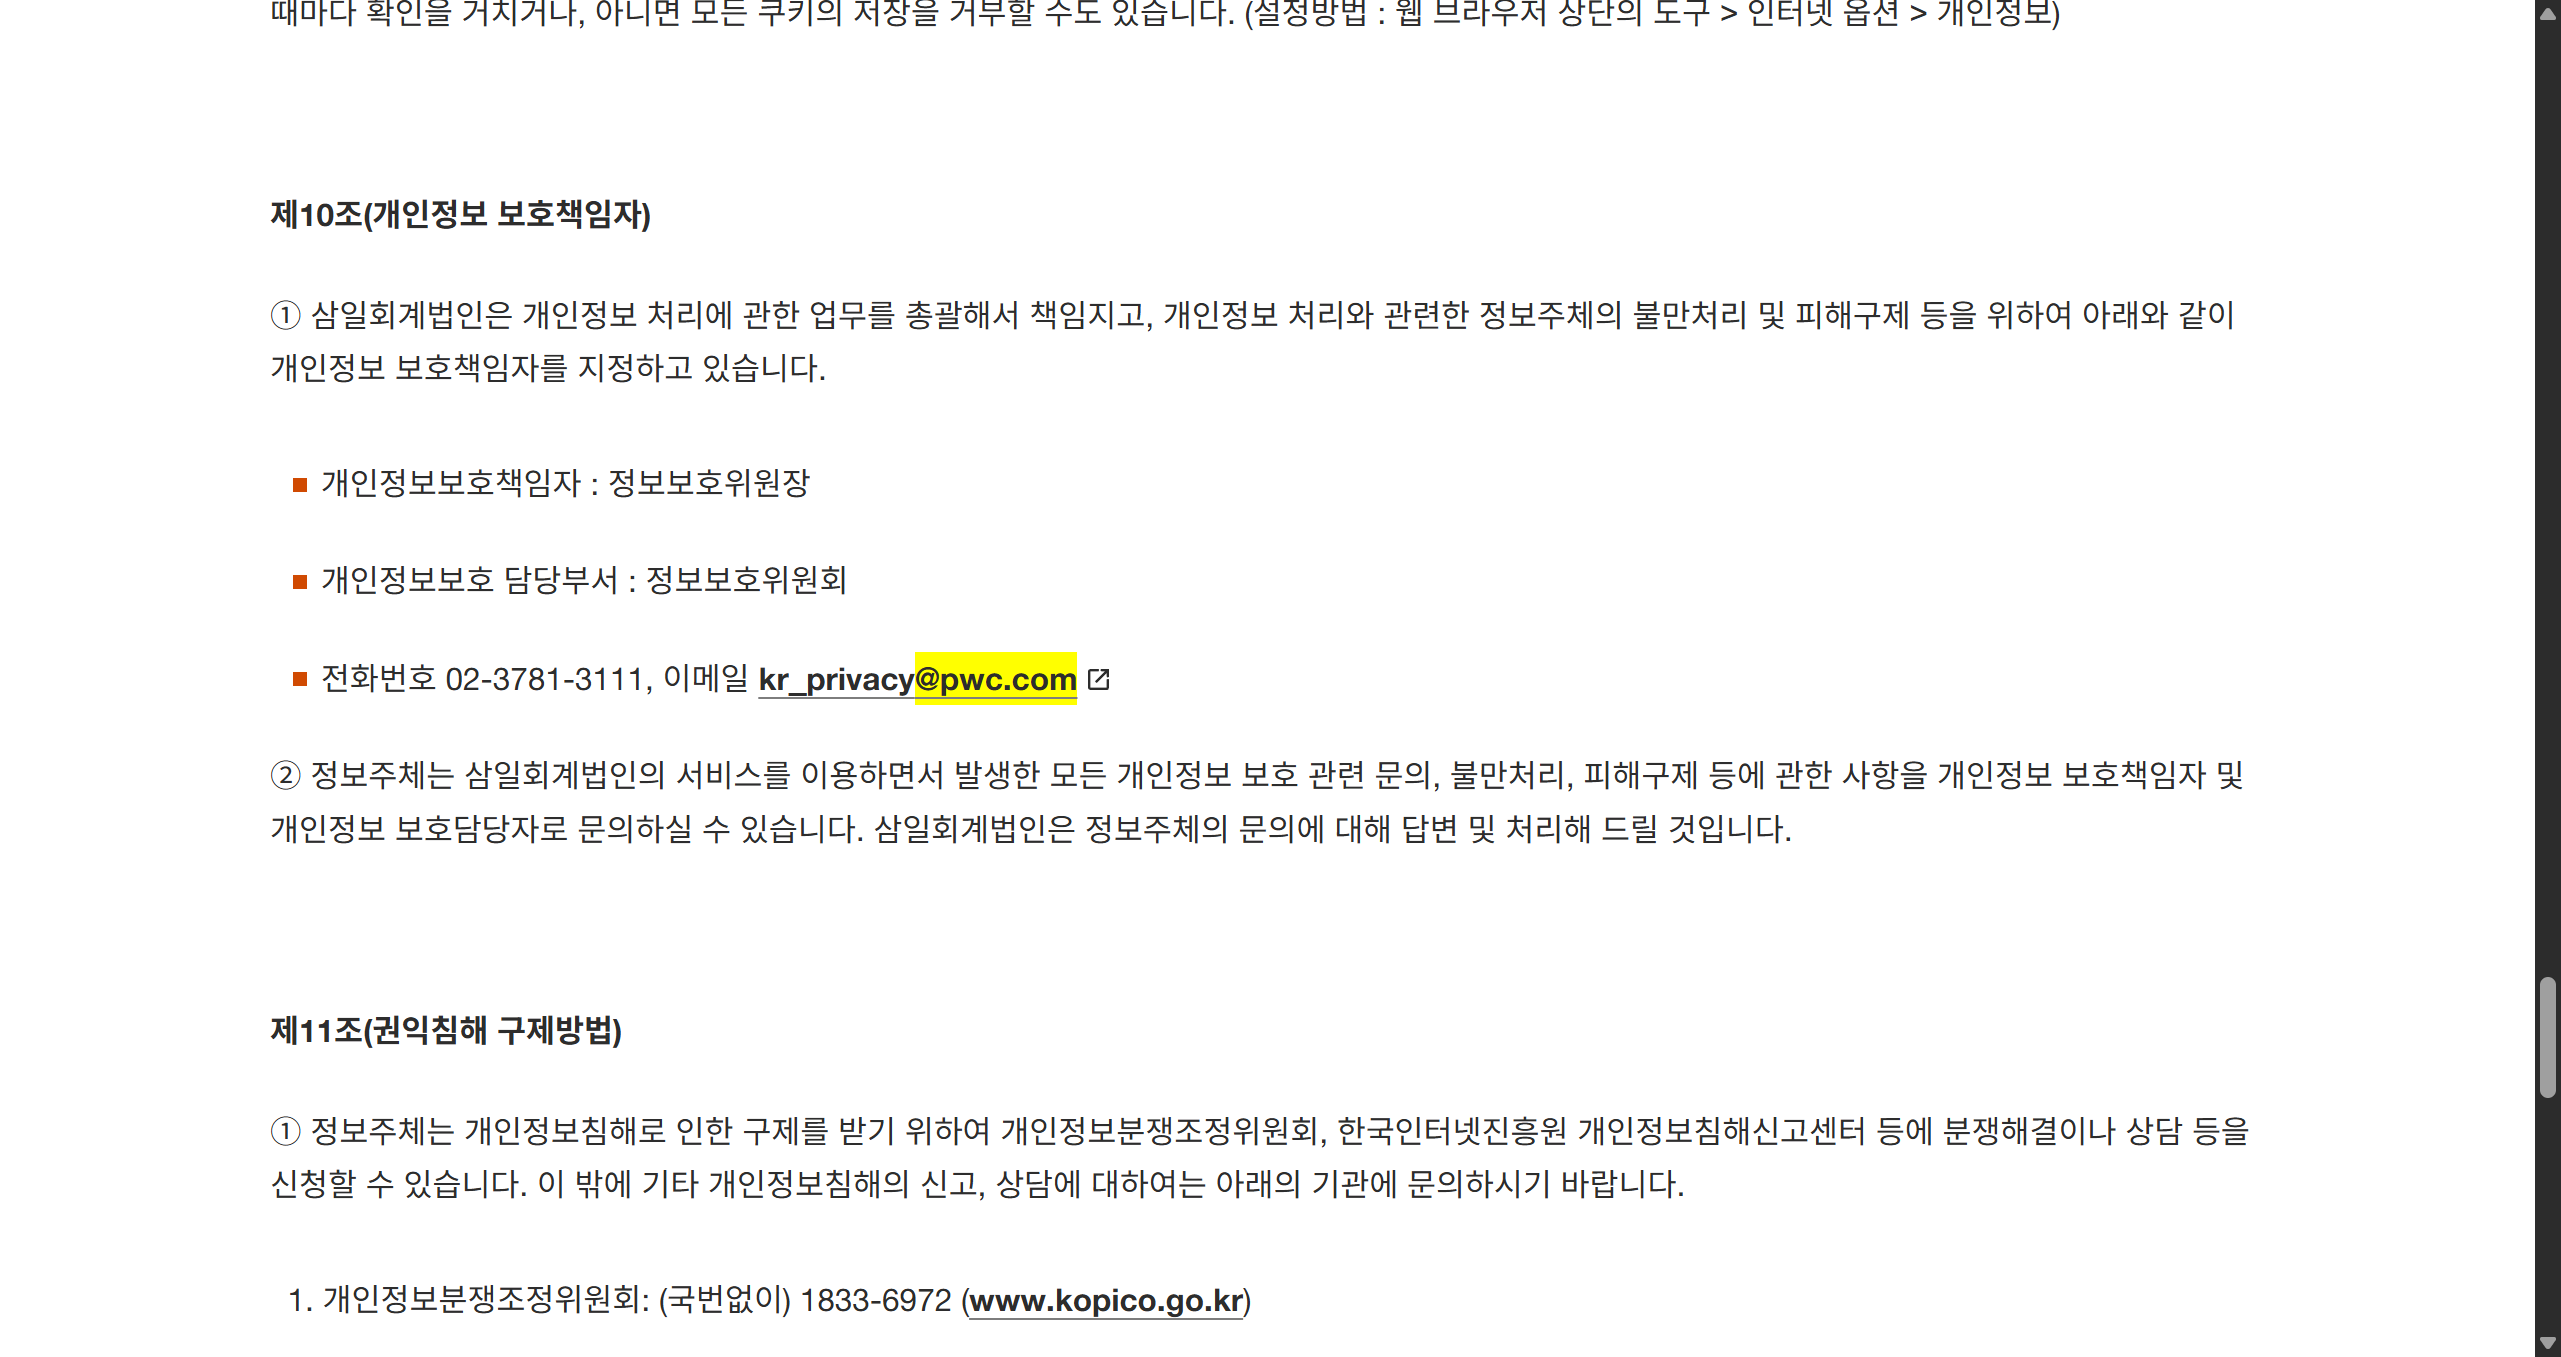 때마다 확인을 거치거나, 아니면 모든 쿠키의 저장을 거부할 수도 있습니다. (설정방법 : 웹 브라우저 상단의 도구 > 인터넷 옵션 > 개인정보)
제10조(개인정보 보호책임자)
① 삼일회계법인은 개인정보 처리에 관한 업무를 총괄해서 책임지고, 개인정보 처리와 관련한 정보주체의 불만처리 및 피해구제 등을 위하여 아래와 같이
개인정보 보호책임자를 지정하고 있습니다.
개인정보보호책임자 : 정보보호위원장
개인정보보호 담당부서 : 정보보호위원회
전화번호 02-3781-3111, 이메일 kr_privacy@pwc.com
② 정보주체는 삼일회계법인의 서비스를 이용하면서 발생한 모든 개인정보 보호 관련 문의, 불만처리, 피해구제 등에 관한 사항을 개인정보 보호책임자 및
개인정보 보호담당자로 문의하실 수 있습니다. 삼일회계법인은 정보주체의 문의에 대해 답변 및 처리해 드릴 것입니다.
제11조(권익침해 구제방법)
① 정보주체는 개인정보침해로 인한 구제를 받기 위하여 개인정보분쟁조정위원회, 한국인터넷진흥원 개인정보침해신고센터 등에 분쟁해결이나 상담 등을
신청할 수 있습니다. 이 밖에 기타 개인정보침해의 신고, 상담에 대하여는 아래의 기관에 문의하시기 바랍니다.
1. 개인정보분쟁조정위원회: (국번없이) 1833-6972 (www.kopico.go.kr)